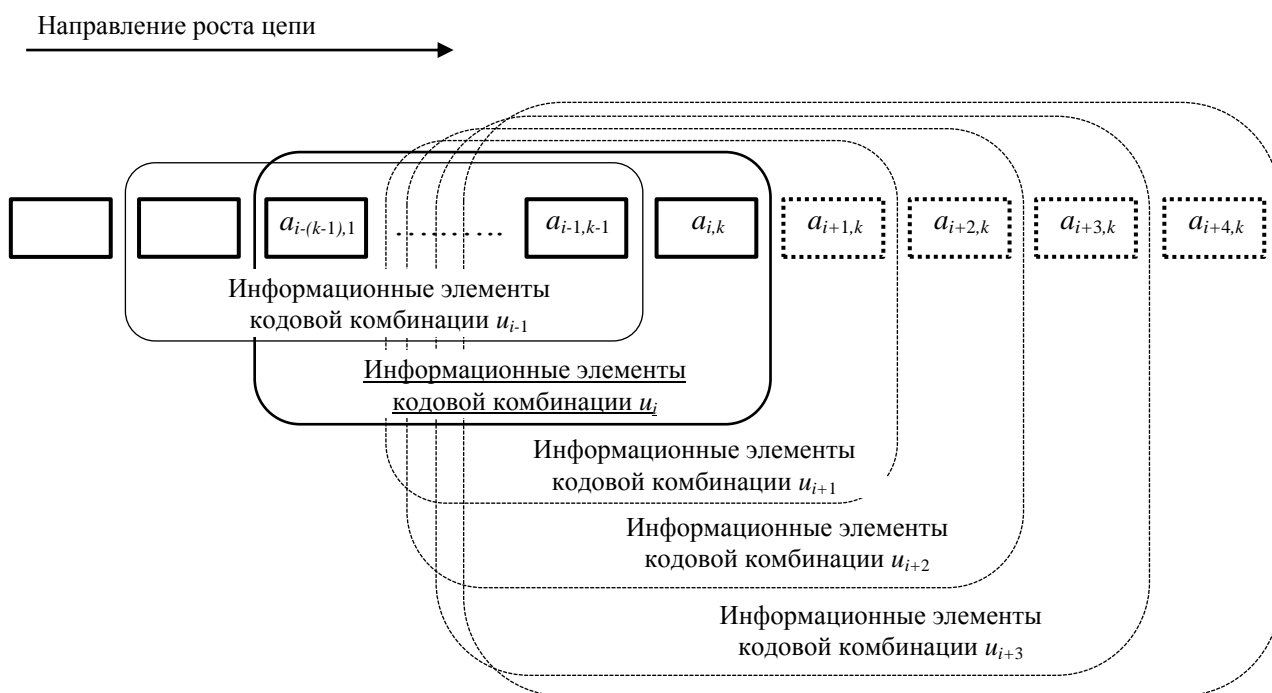 Направление роста цепи
a_{i-(k-1),1} ......... a_{i-1,k-1} a_{i,k} a_{i+1,k} a_{i+2,k} a_{i+3,k} a_{i+4,k}
Информационные элементы
кодовой комбинации u_{i-1}
Информационные элементы
кодовой комбинации u_i
Информационные элементы
кодовой комбинации u_{i+1}
Информационные элементы
кодовой комбинации u_{i+2}
Информационные элементы
кодовой комбинации u_{i+3}